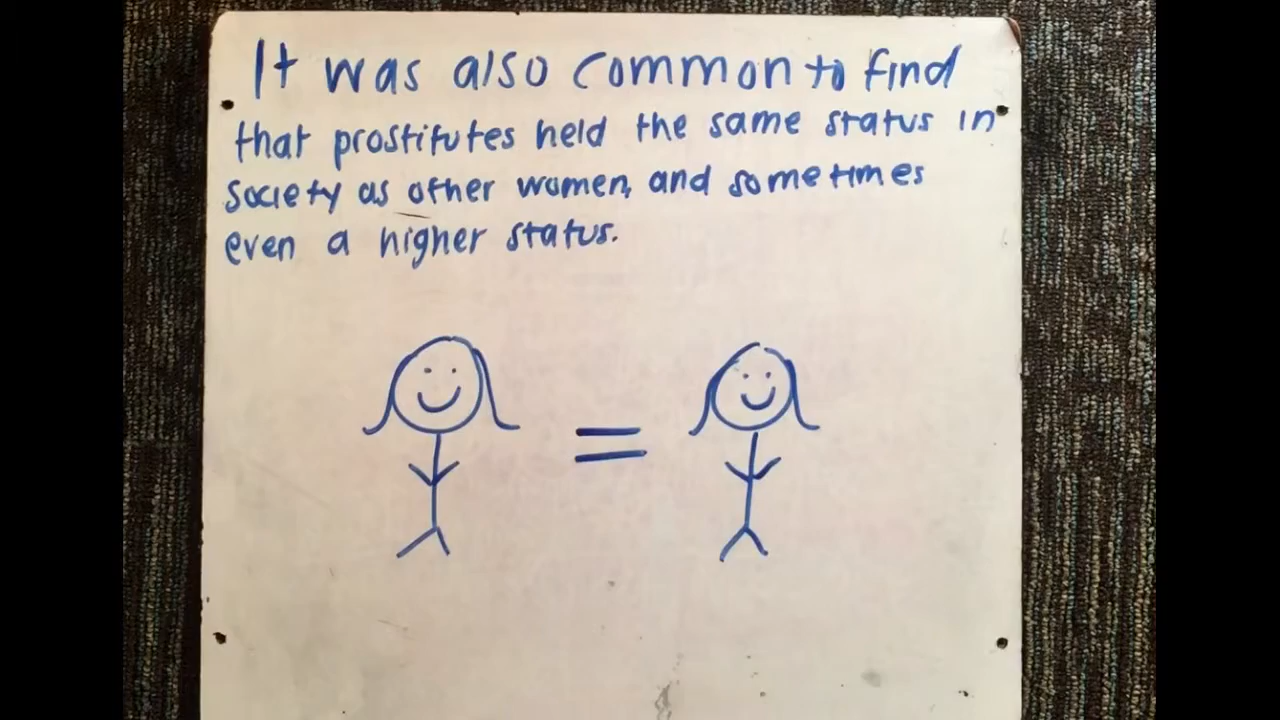 It was also common to find
that prostitutes held the same status in
society as other women, and sometimes
even a higher status.
=